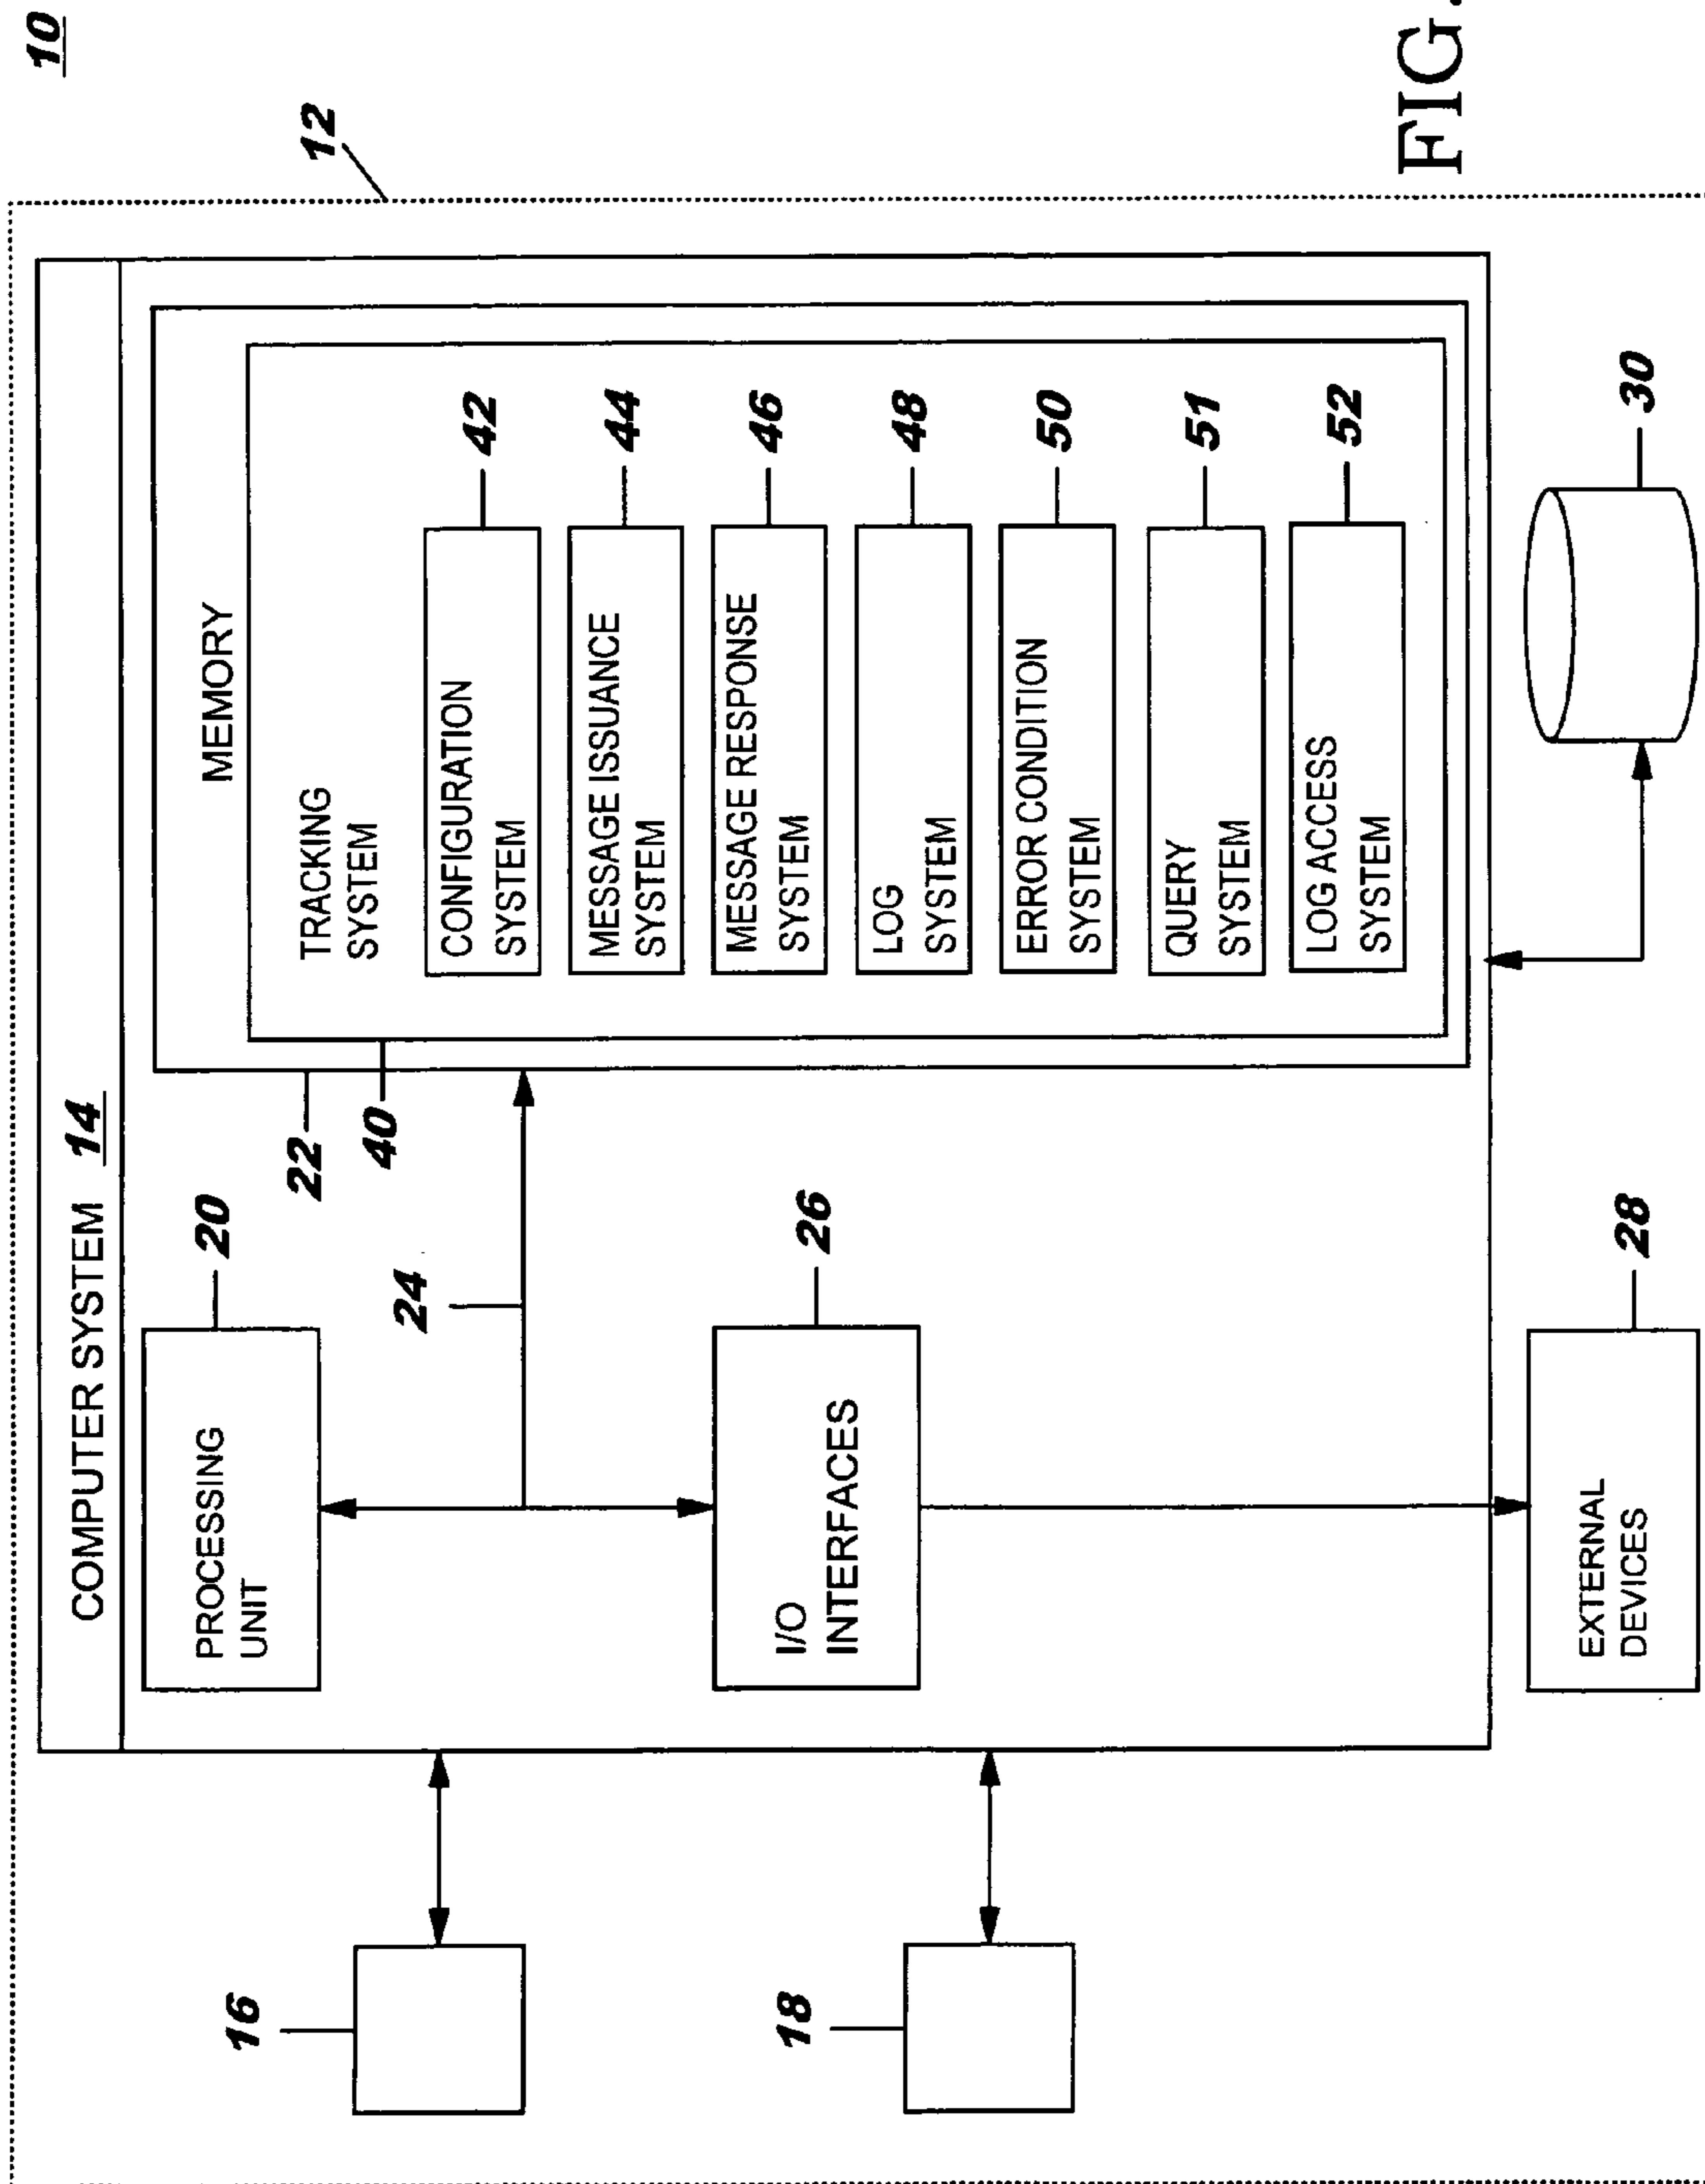 10
12
COMPUTER SYSTEM 14
16
18
PROCESSING
UNIT
20
24
22
40
I/O
INTERFACES
26
MEMORY
TRACKING
SYSTEM
CONFIGURATION
SYSTEM
42
MESSAGE ISSUANCE
SYSTEM
44
MESSAGE RESPONSE
SYSTEM
46
LOG
SYSTEM
48
ERROR CONDITION
SYSTEM
50
QUERY
SYSTEM
51
LOG ACCESS
SYSTEM
52
EXTERNAL
DEVICES
28
30
FIG.